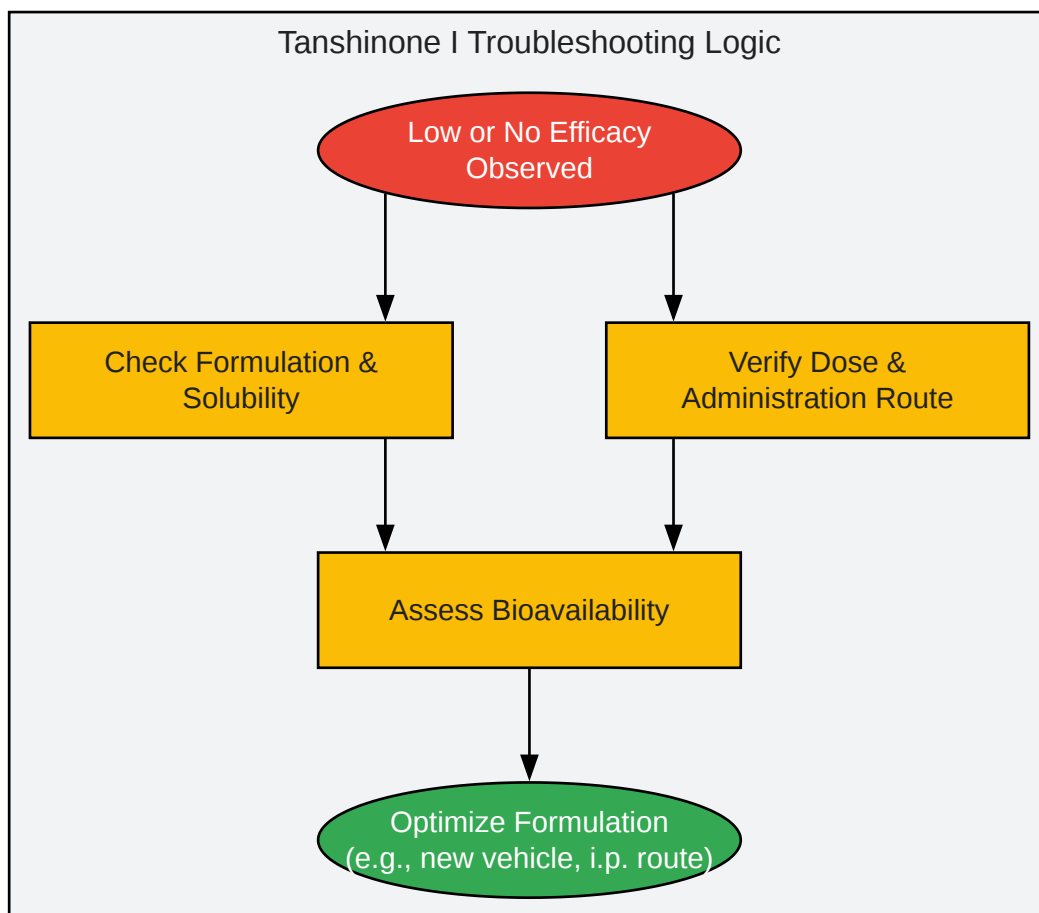 Tanshinone I Troubleshooting Logic
Low or No Efficacy
Observed
Check Formulation &
Solubility
Verify Dose &
Administration Route
Assess Bioavailability
Optimize Formulation
(e.g., new vehicle, i.p. route)